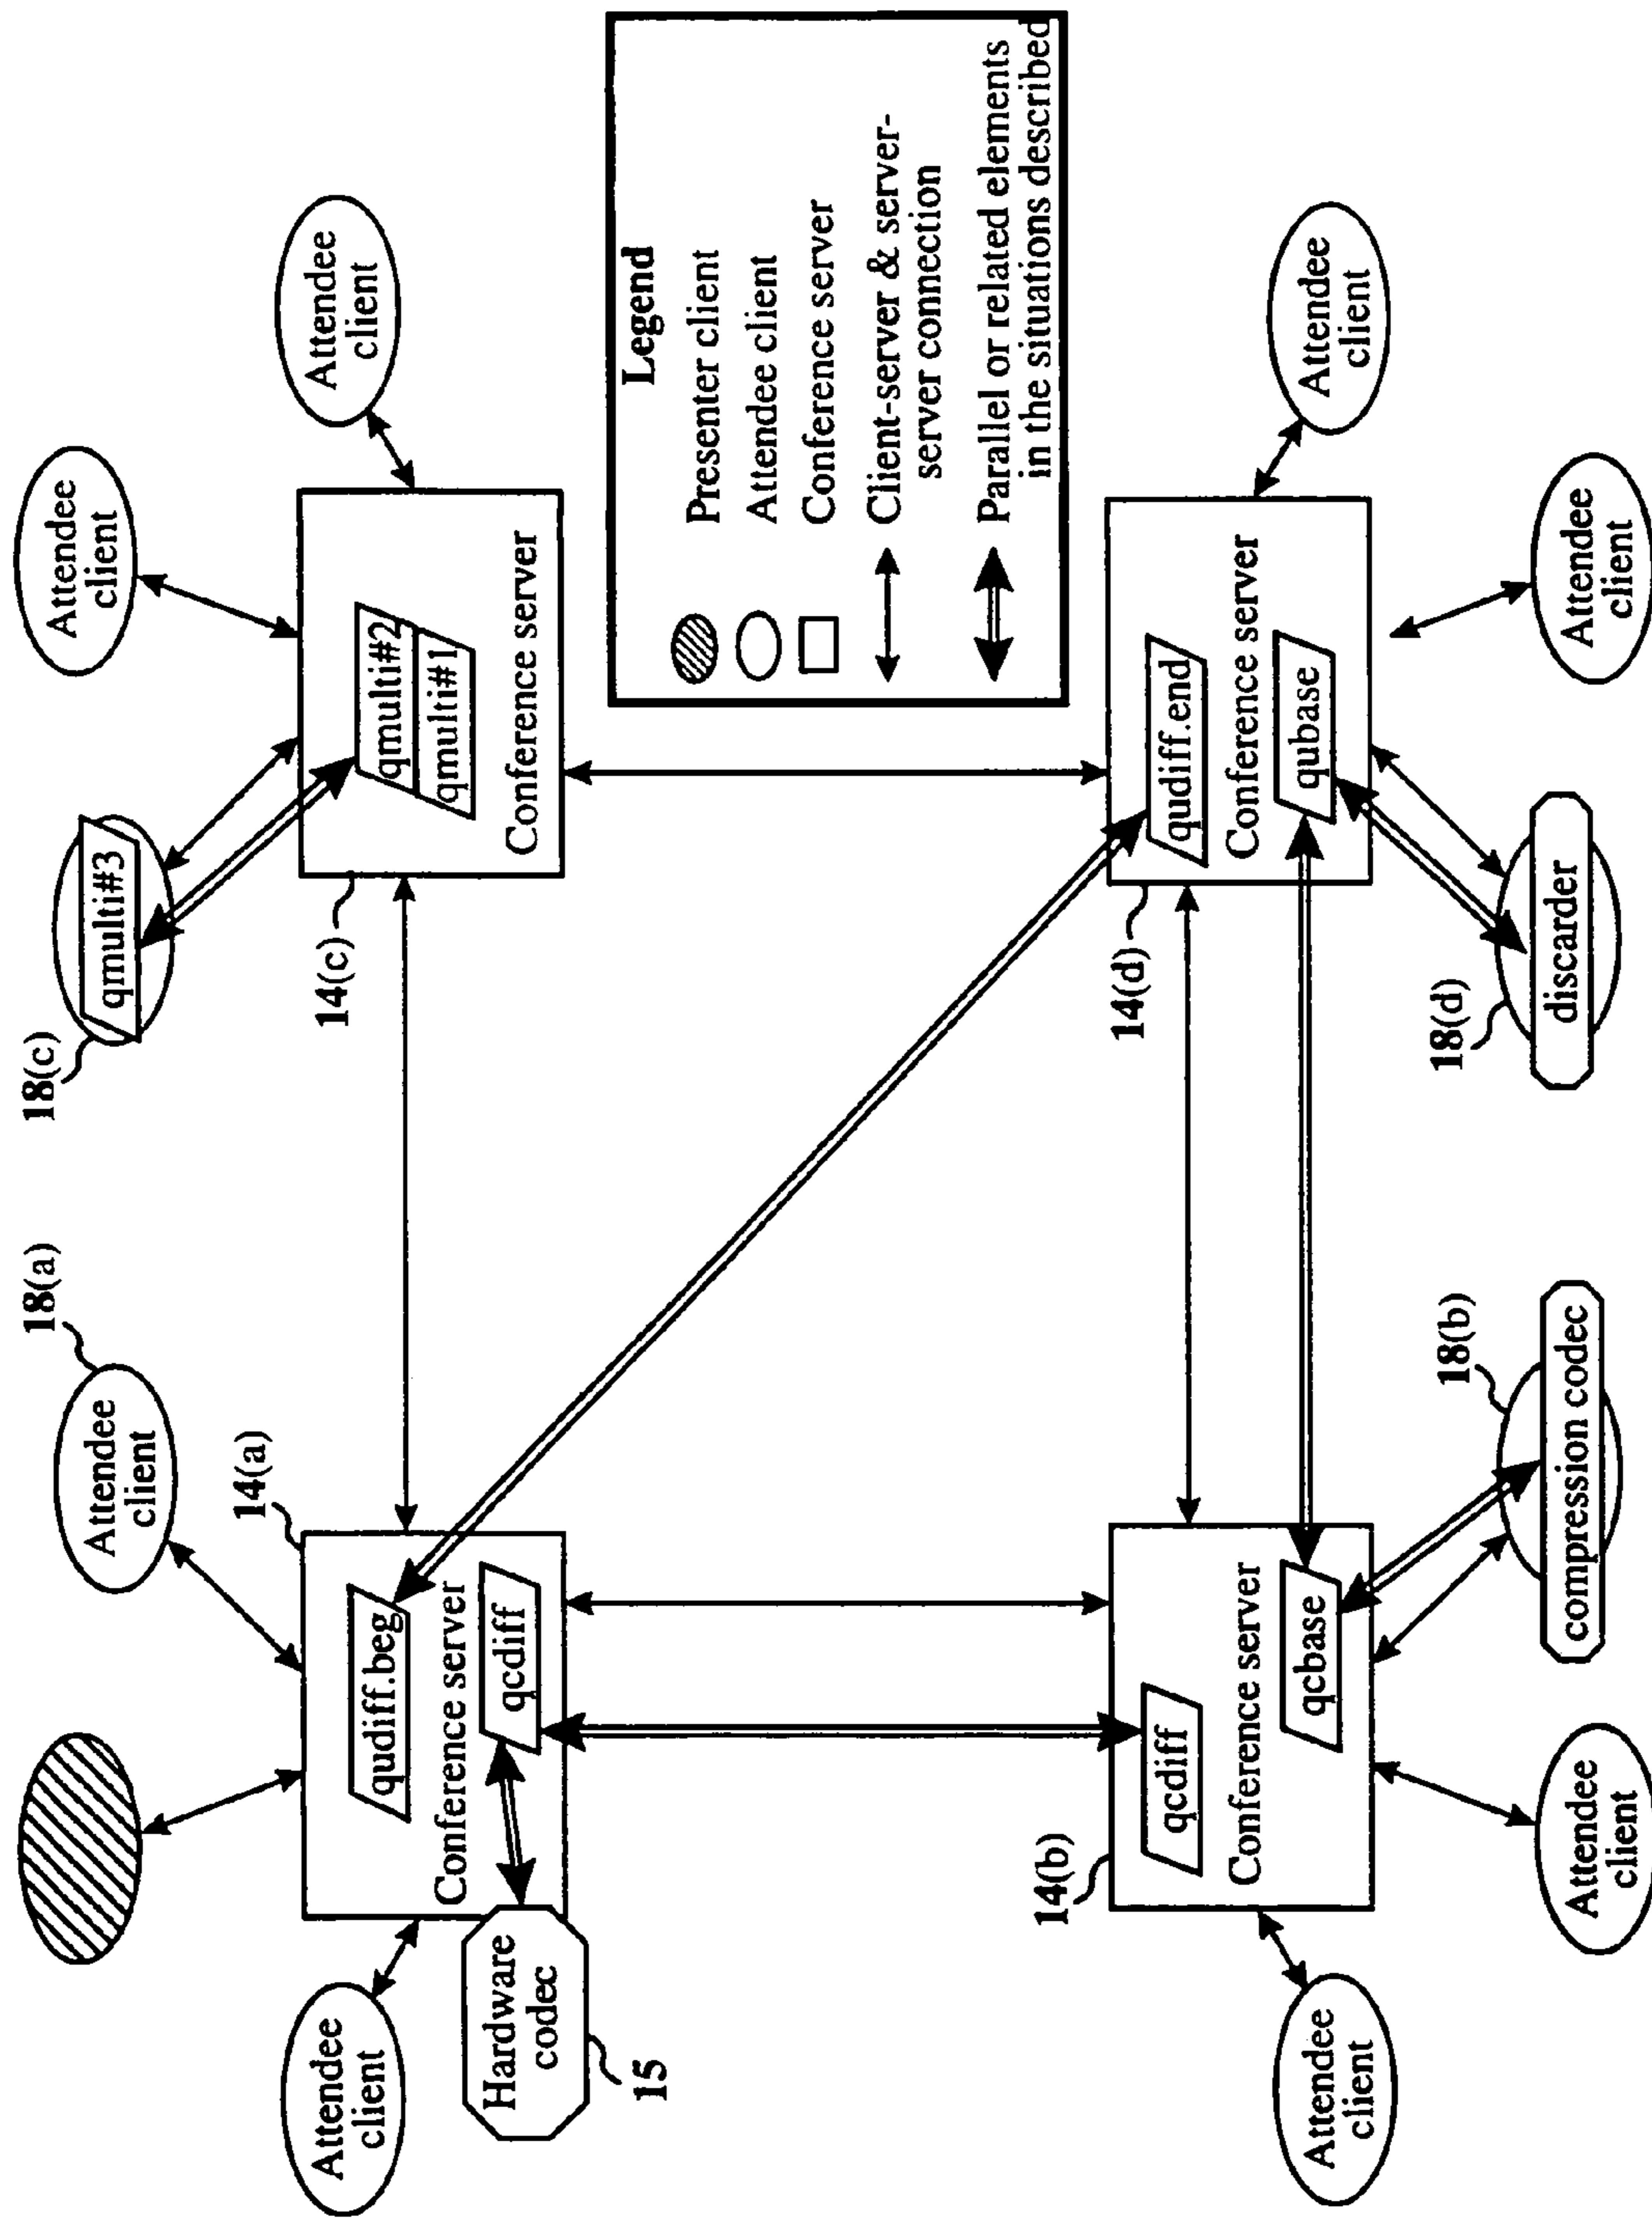 Attendee
client
18(a)
14(a)
qudiff.beg
Conference server
qcdiff
Attendee
client
Hardware
codec
15
18(c)
qmulti#3
Attendee
client
Attendee
client
14(c)
qmulti#2
qmulti#1
Conference server
14(b)
qcdiff
Conference server
qcbase
18(b)
compression codec
Attendee
client
Attendee
client
14(d)
qudiff.end
Conference server
qubase
18(d)
discarder
Attendee
client
Attendee
client
Legend
Presenter client
Attendee client
Conference server
Client-server & server-
server connection
Parallel or related elements
in the situations described